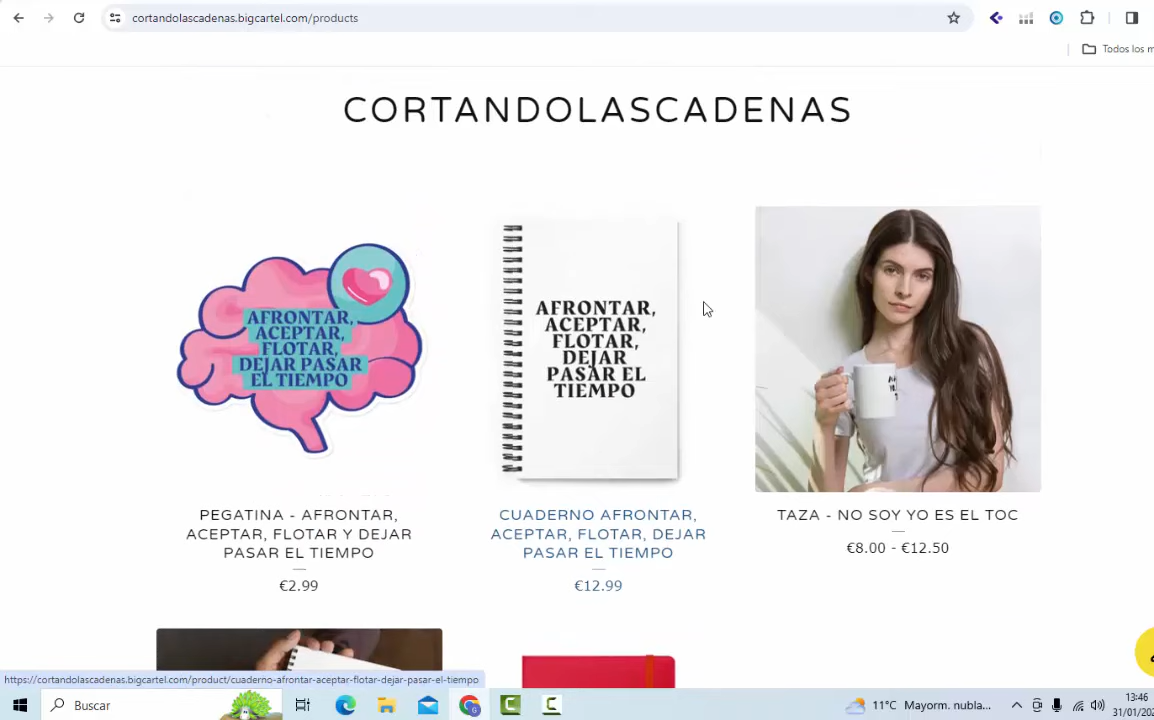 cortandolascadenas.bigcartel.com/products
Todos los m
CORTANDOLASCADENAS
AFRONTAR,
ACEPTAR,
FLOTAR,
DEJAR PASAR
EL TIEMPO
AFRONTAR,
ACEPTAR,
FLOTAR,
DEJAR
PASAR EL
TIEMPO
PEGATINA - AFRONTAR,
ACEPTAR, FLOTAR Y DEJAR
PASAR EL TIEMPO
€2.99
CUADERNO AFRONTAR,
ACEPTAR, FLOTAR, DEJAR
PASAR EL TIEMPO
€12.99
TAZA - NO SOY YO ES EL TOC
€8.00 - €12.50
https://cortandolascadenas.bigcartel.com/product/cuaderno-afrontar-aceptar-flotar-dejar-pasar-el-tiempo
Buscar
11°C Mayorm. nubla...
13:46
31/01/202